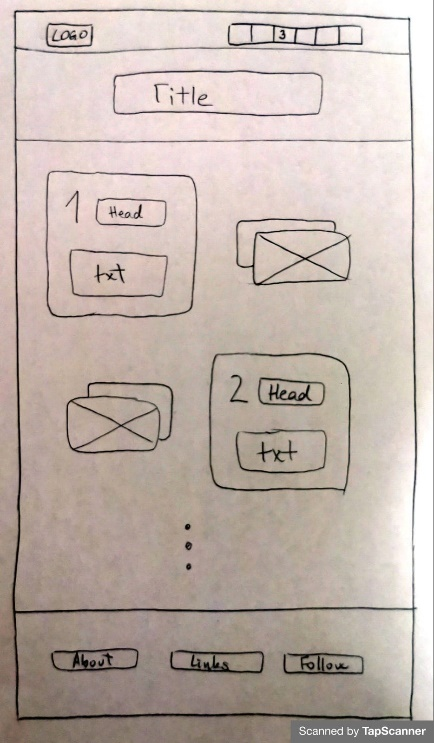 LOGO
3
Title
1 Head
txt
2 Head
txt
About
Links
Follow
Scanned by TapScanner